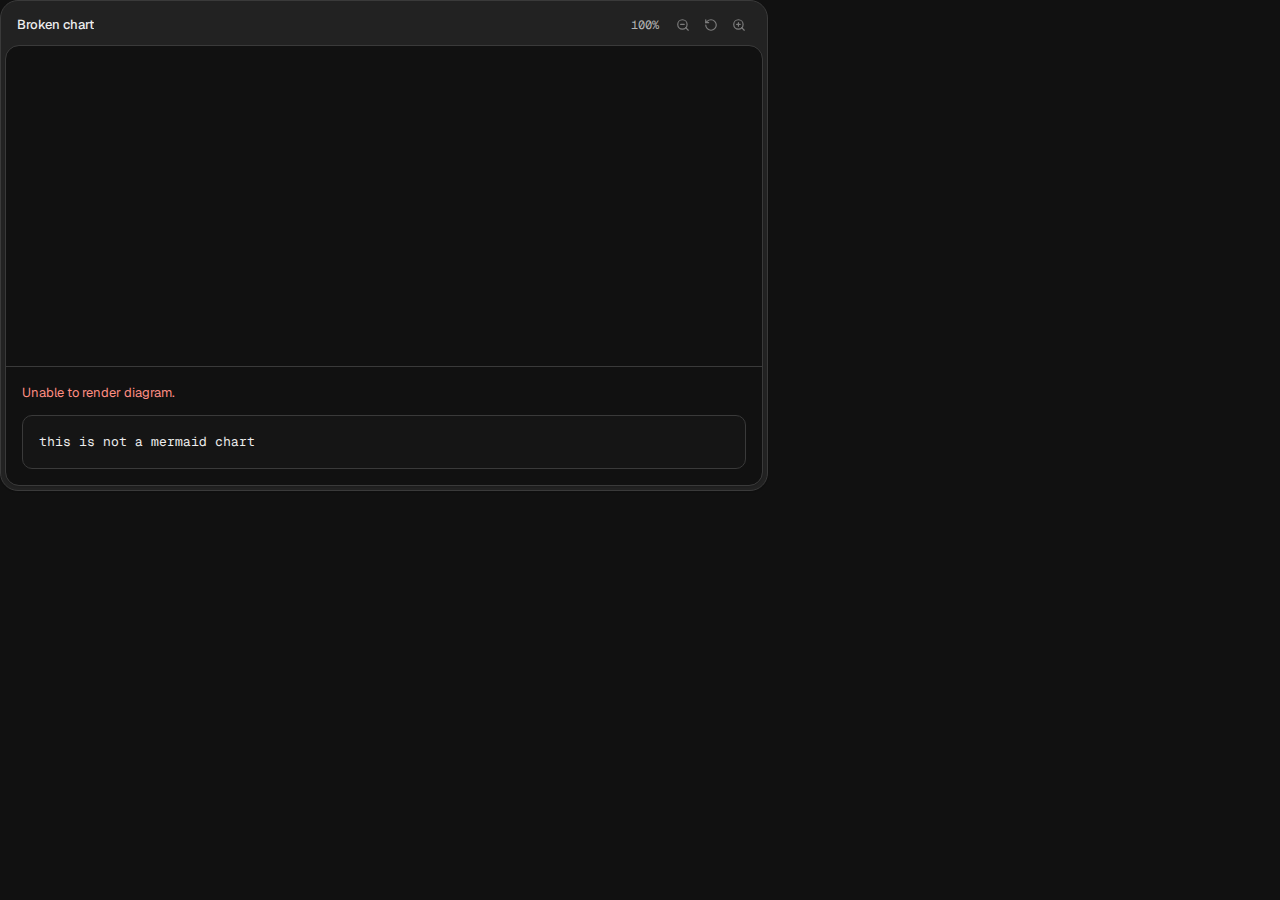 Broken chart
100%
Unable to render diagram.
this is not a mermaid chart